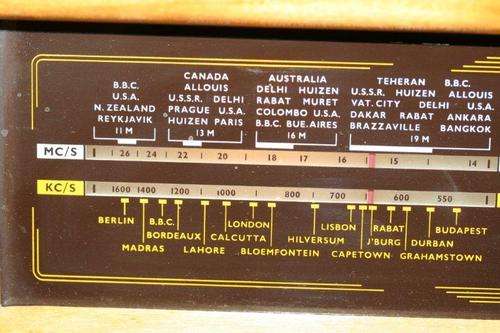 B.B.C.
U.S.A.
N. ZEALAND
REYKJAVIK
11 M
CANADA
ALLOUIS
U.S.S.R. DELHI
PRAGUE U.S.A.
HUIZEN PARIS
13 M
AUSTRALIA
DELHI HUIZEN
RABAT MURET
COLOMBO U.S.A.
B.B.C. BUE.AIRES
16 M
TEHERAN B.B.C.
U.S.S.R. HUIZEN ALLOUIS
VAT. CITY DELHI U.S.A.
DAKAR RABAT ANKARA
BRAZZAVILLE BANGKOK
19 M
MC/S 26 24 22 20 18 17 16 15 14
KC/S 1600 1400 1200 1000 800 700 600 550
BERLIN B.B.C. LONDON LISBON RABAT BUDAPEST
BORDEAUX CALCUTTA HILVERSUM J'BURG DURBAN
MADRAS LAHORE BLOEMFONTEIN CAPETOWN GRAHAMSTOWN